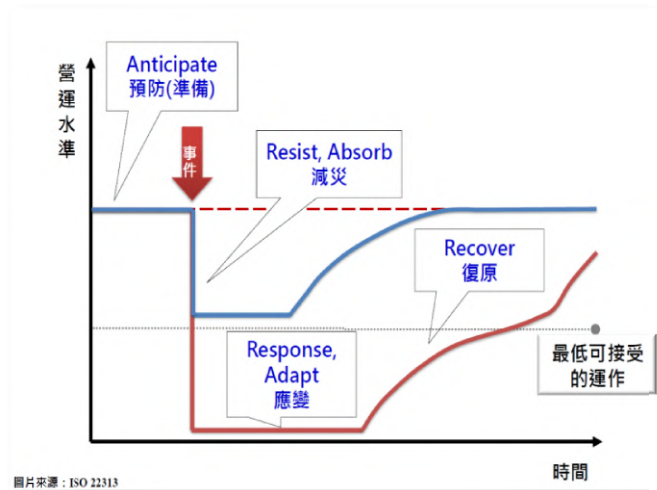 營運水準
Anticipate
預防(準備)
事件
Resist, Absorb
減災
Recover
復原
Response,
Adapt
應變
最低可接受
的運作
時間
圖片來源：ISO 22313